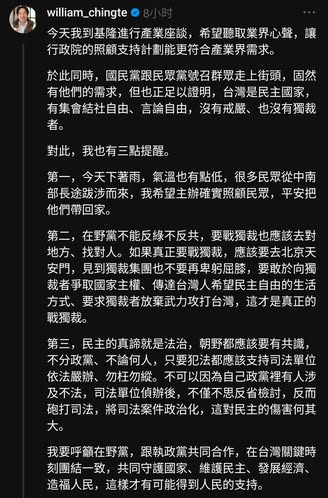 william_chingte 8小时
今天我到基隆進行產業座談，希望聽取業界心聲，讓
行政院的照顧支持計劃能更符合產業界需求。
於此同時，國民黨跟民眾黨號召群眾走上街頭，固然
有他們的需求，但也正足以證明，台灣是民主國家，
有集會結社自由、言論自由，沒有戒嚴、也沒有獨裁
者。
對此，我也有三點提醒。
第一，今天下著雨，氣溫也有點低，很多民眾從中南
部長途跋涉而來，我希望主辦確實照顧民眾，平安把
他們帶回家。
第二，在野黨不能反綠不反共，要戰獨裁也應該去對
地方、找對人。如果真正要戰獨裁，應該要去北京天
安門，見到獨裁集團也不要再卑躬屈膝，要敢於向獨
裁者爭取國家主權、傳達台灣人希望民主自由的生活
方式、要求獨裁者放棄武力攻打台灣，這才是真正的
戰獨裁。
第三，民主的真諦就是法治，朝野都應該要有共識，
不分政黨、不論何人，只要犯法都應該支持司法單位
依法嚴辦、勿枉勿縱。不可以因為自己政黨裡有人涉
及不法，司法單位偵辦後，不僅不思反省檢討，反而
砲打司法，將司法案件政治化，這對民主的傷害何其
大。
我要呼籲在野黨，跟執政黨共同合作，在台灣關鍵時
刻團結一致，共同守護國家、維護民主、發展經濟、
造福人民，這樣才有可能得到人民的支持。